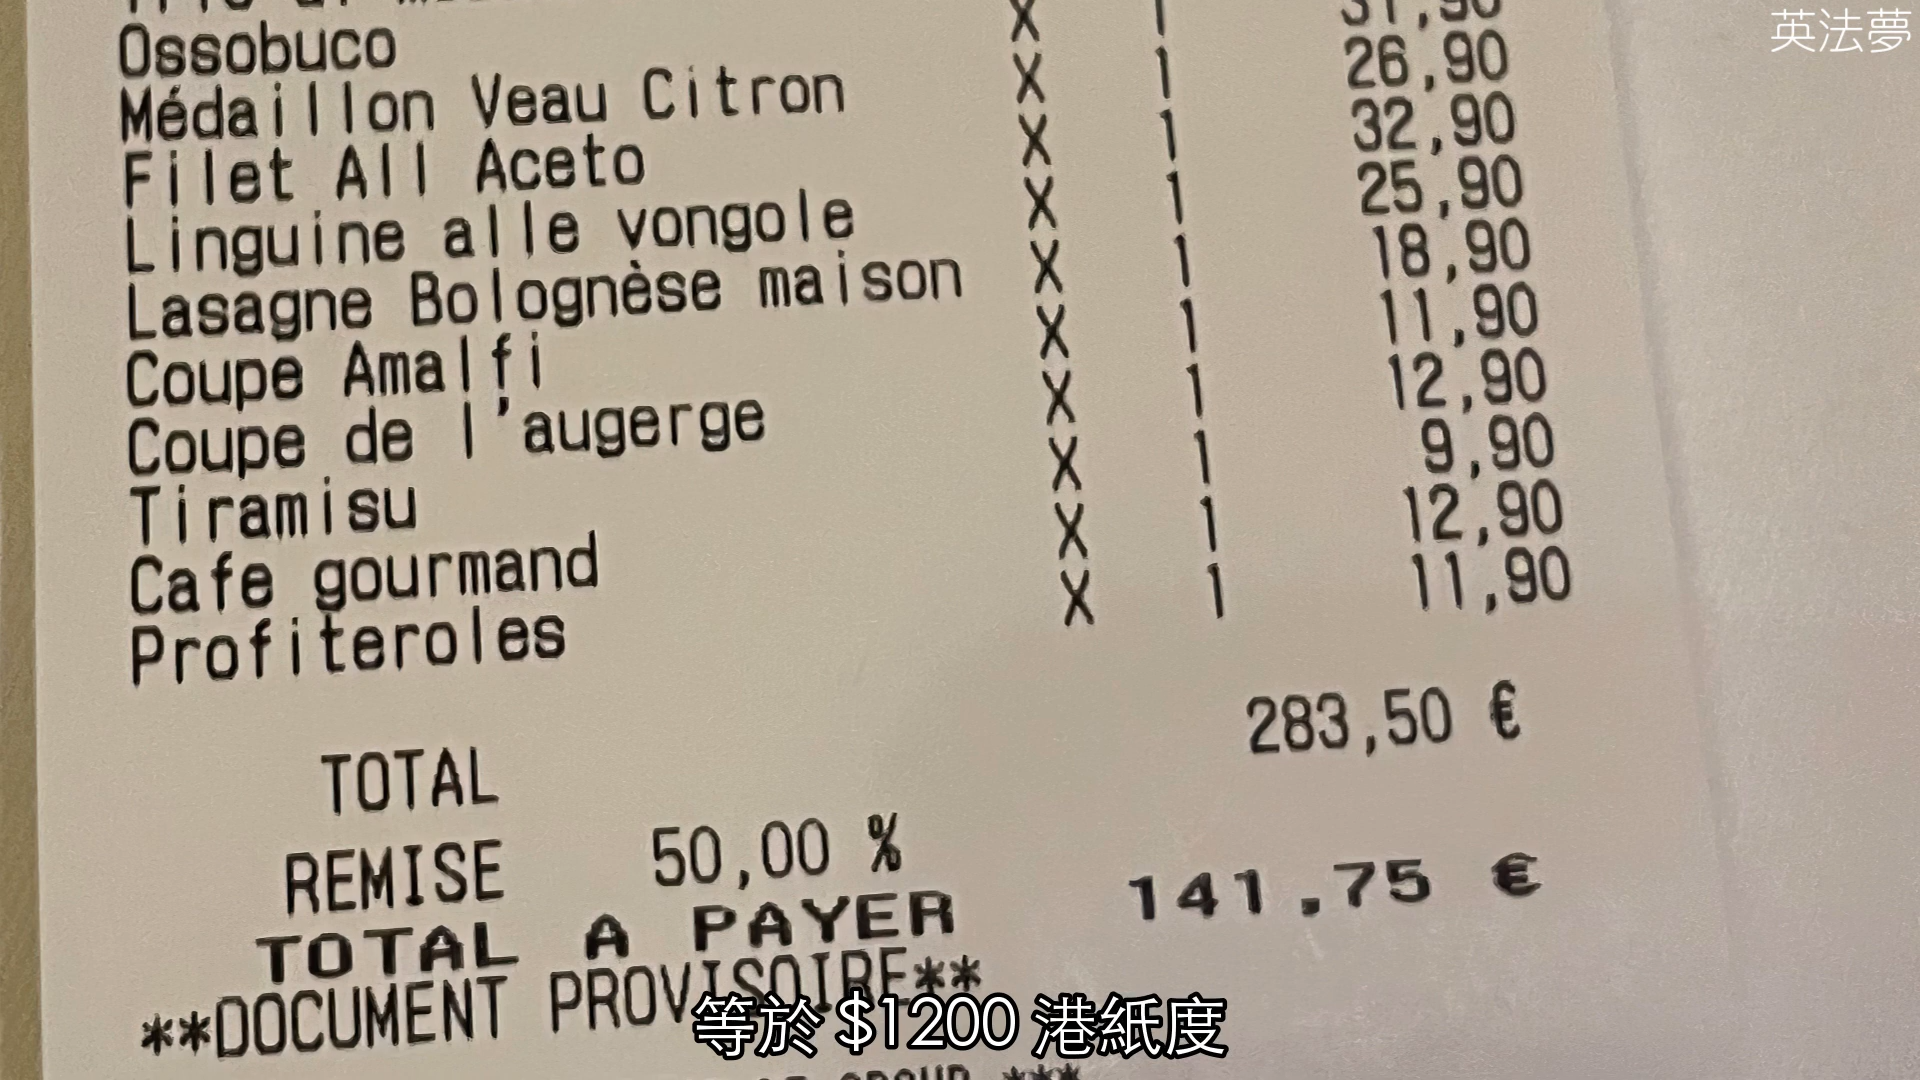 英法夢
Ossobuco X 1 31,90
Médaillon Veau Citron X 1 26,90
Filet All Aceto X 1 32,90
Linguine alle vongole X 1 25,90
Lasagne Bolognèse maison X 1 18,90
Coupe Amalfi X 1 11,90
Coupe de l'augerge X 1 12,90
Tiramisu X 1 9,90
Cafe gourmand X 1 12,90
Profiteroles X 1 11,90
TOTAL 283,50 €
REMISE 50,00 %
TOTAL A PAYER 141,75 €
**DOCUMENT PROVISOIRE**
等於 $1200 港紙度